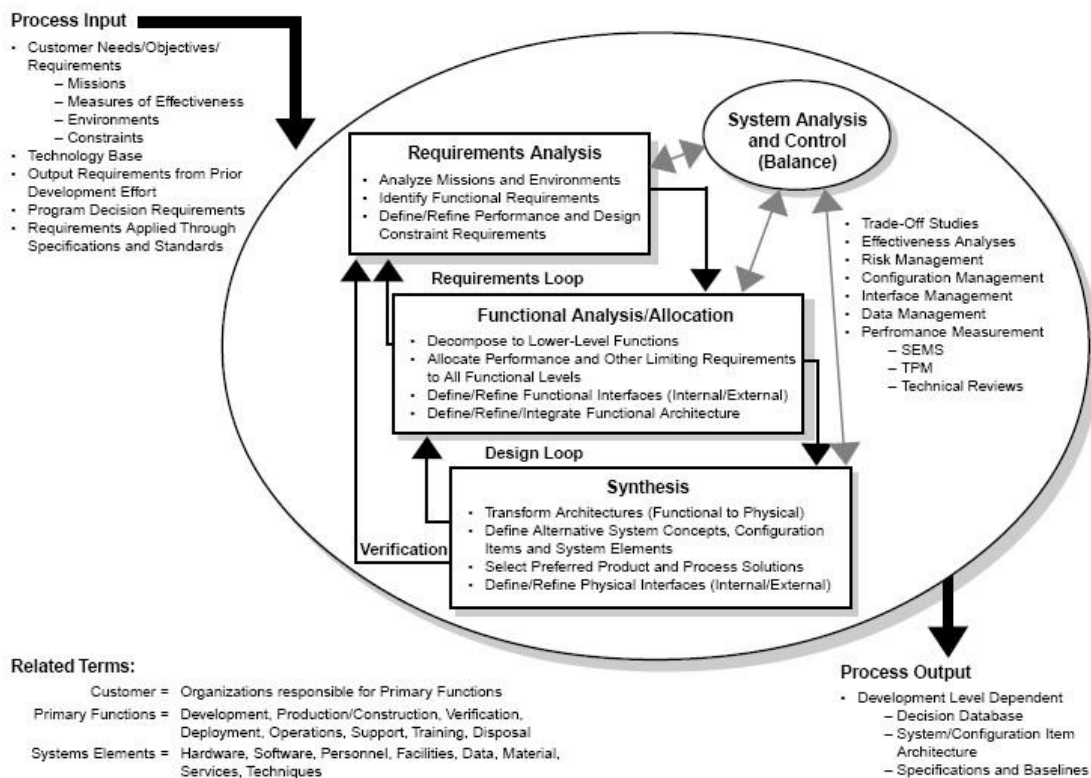 Process Input
• Customer Needs/Objectives/
Requirements
– Missions
– Measures of Effectiveness
– Environments
– Constraints
• Technology Base
• Output Requirements from Prior
Development Effort
• Program Decision Requirements
• Requirements Applied Through
Specifications and Standards
System Analysis
and Control
(Balance)
Requirements Analysis
• Analyze Missions and Environments
• Identify Functional Requirements
• Define/Refine Performance and Design
Constraint Requirements
• Trade-Off Studies
• Effectiveness Analyses
• Risk Management
• Configuration Management
• Interface Management
• Data Management
• Perfromance Measurement
– SEMS
– TPM
– Technical Reviews
Requirements Loop
Functional Analysis/Allocation
• Decompose to Lower-Level Functions
• Allocate Performance and Other Limiting Requirements
to All Functional Levels
• Define/Refine Functional Interfaces (Internal/External)
• Define/Refine/Integrate Functional Architecture
Design Loop
Synthesis
• Transform Architectures (Functional to Physical)
• Define Alternative System Concepts, Configuration
Items and System Elements
• Select Preferred Product and Process Solutions
• Define/Refine Physical Interfaces (Internal/External)
Verification
Related Terms:
Customer = Organizations responsible for Primary Functions
Primary Functions = Development, Production/Construction, Verification,
Deployment, Operations, Support, Training, Disposal
Systems Elements = Hardware, Software, Personnel, Facilities, Data, Material,
Services, Techniques
Process Output
• Development Level Dependent
– Decision Database
– System/Configuration Item
Architecture
– Specifications and Baselines